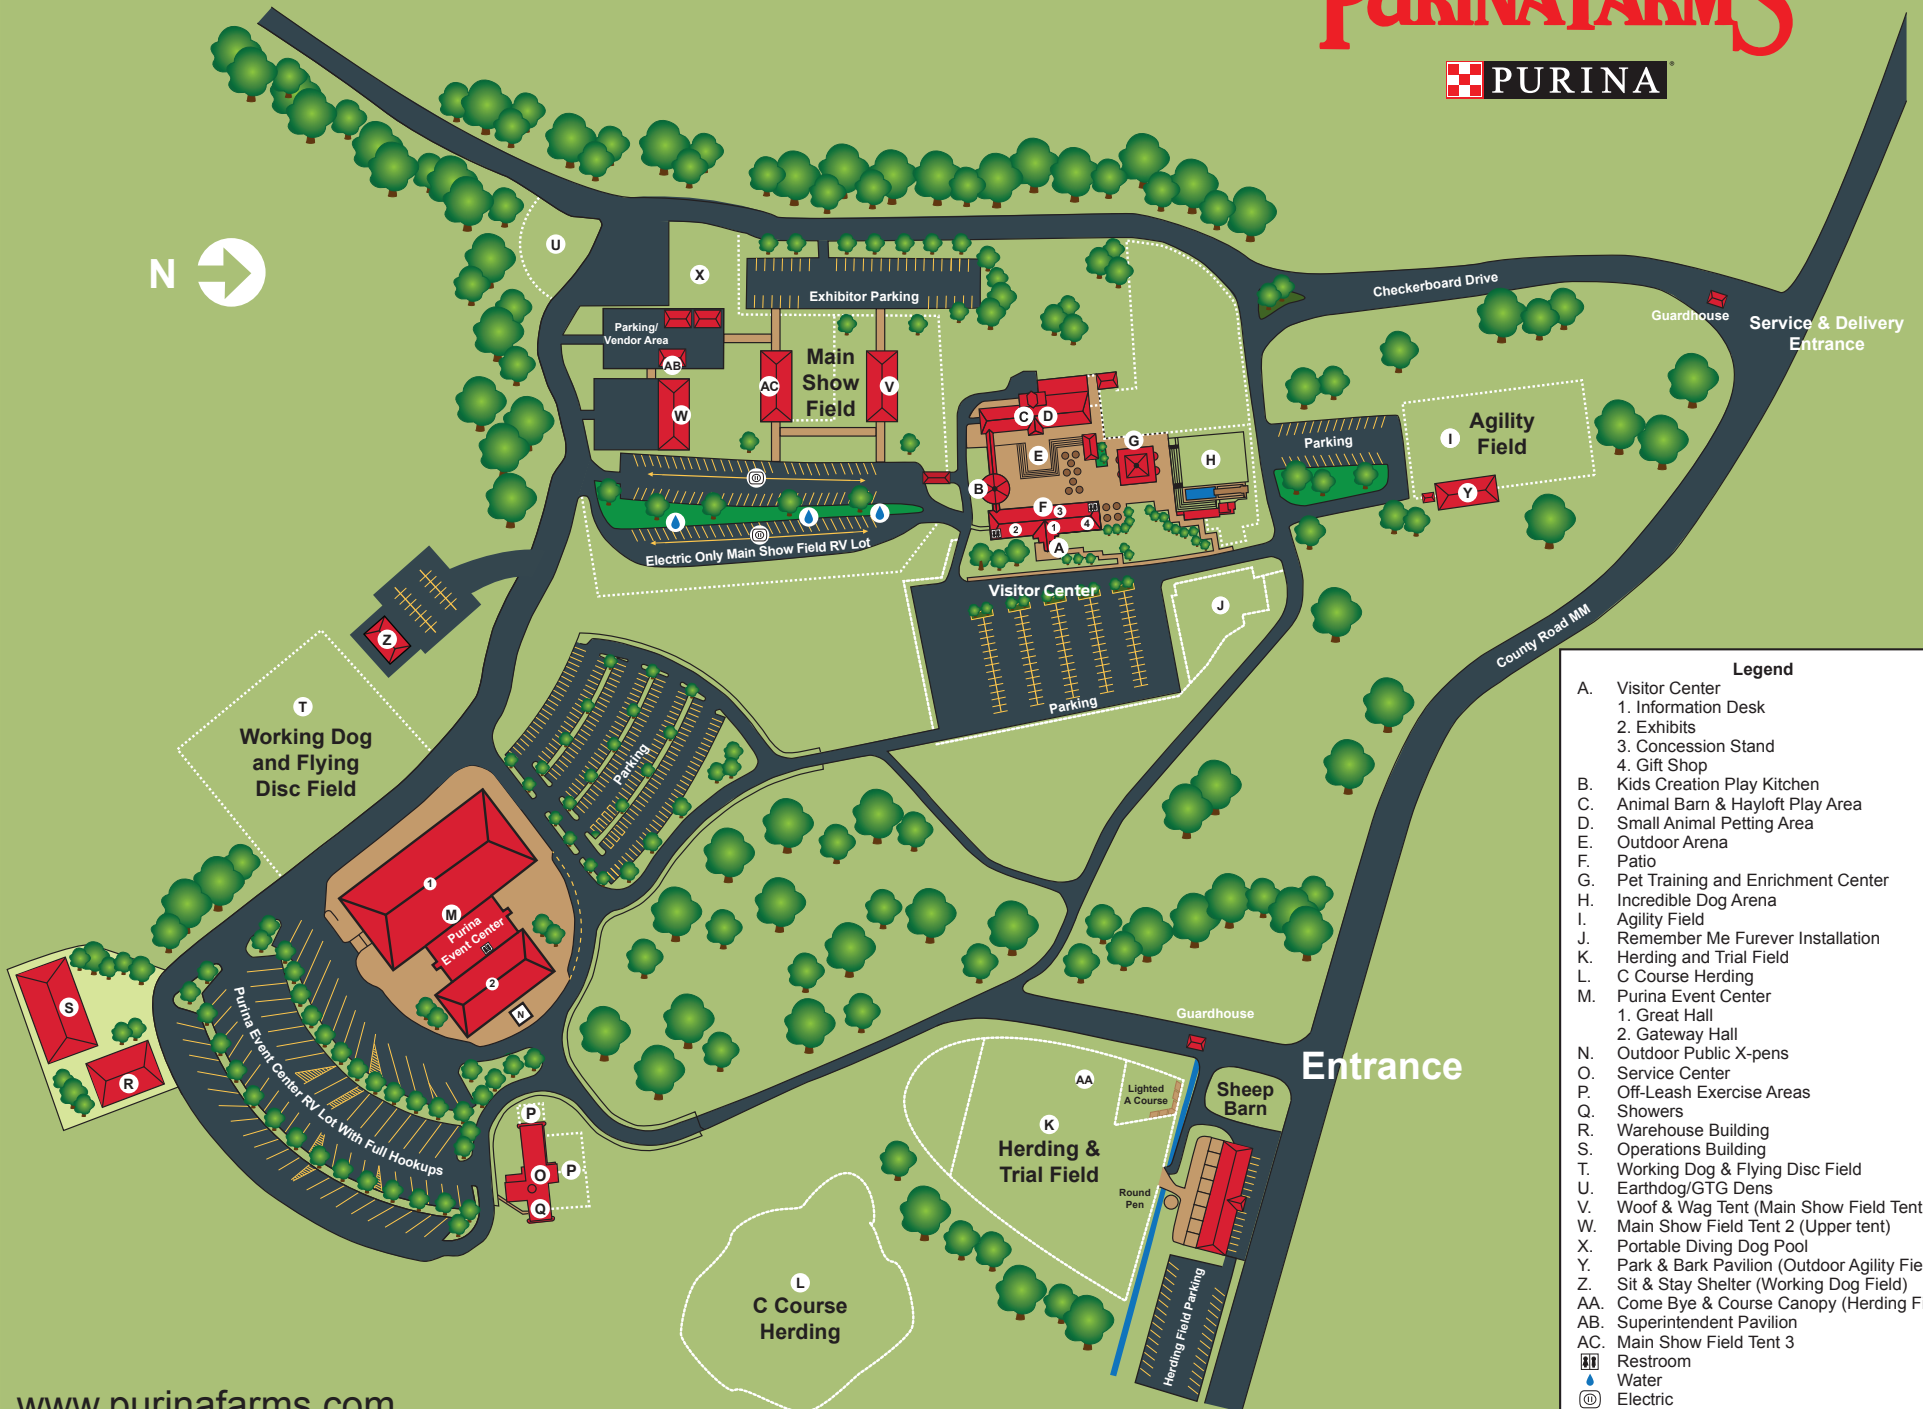 PURINA FARMS
PURINA
N
U
X
Exhibitor Parking
Parking/
Vendor Area
AB
W
AC
Main
Show
Field
V
Checkerboard Drive
Guardhouse
Service & Delivery
Entrance
C
D
E
G
H
B
F
3
2
1
4
A
Parking
I
Agility
Field
Y
Electric Only Main Show Field RV Lot
Visitor Center
J
Parking
County Road MM
Z
T
Working Dog
and Flying
Disc Field
Parking
1
M
Purina
Event Center
2
N
S
R
Purina Event Center RV Lot With Full Hookups
P
O
P
Q
Guardhouse
Entrance
AA
Lighted
A Course
Sheep
Barn
K
Herding &
Trial Field
Round
Pen
Herding Field Parking
L
C Course
Herding
Legend
A. Visitor Center
1. Information Desk
2. Exhibits
3. Concession Stand
4. Gift Shop
B. Kids Creation Play Kitchen
C. Animal Barn & Hayloft Play Area
D. Small Animal Petting Area
E. Outdoor Arena
F. Patio
G. Pet Training and Enrichment Center
H. Incredible Dog Arena
I. Agility Field
J. Remember Me Furever Installation
K. Herding and Trial Field
L. C Course Herding
M. Purina Event Center
1. Great Hall
2. Gateway Hall
N. Outdoor Public X-pens
O. Service Center
P. Off-Leash Exercise Areas
Q. Showers
R. Warehouse Building
S. Operations Building
T. Working Dog & Flying Disc Field
U. Earthdog/GTG Dens
V. Woof & Wag Tent (Main Show Field Tent
W. Main Show Field Tent 2 (Upper tent)
X. Portable Diving Dog Pool
Y. Park & Bark Pavilion (Outdoor Agility Fie
Z. Sit & Stay Shelter (Working Dog Field)
AA. Come Bye & Course Canopy (Herding F
AB. Superintendent Pavilion
AC. Main Show Field Tent 3
Restroom
Water
Electric
www.purinafarms.com